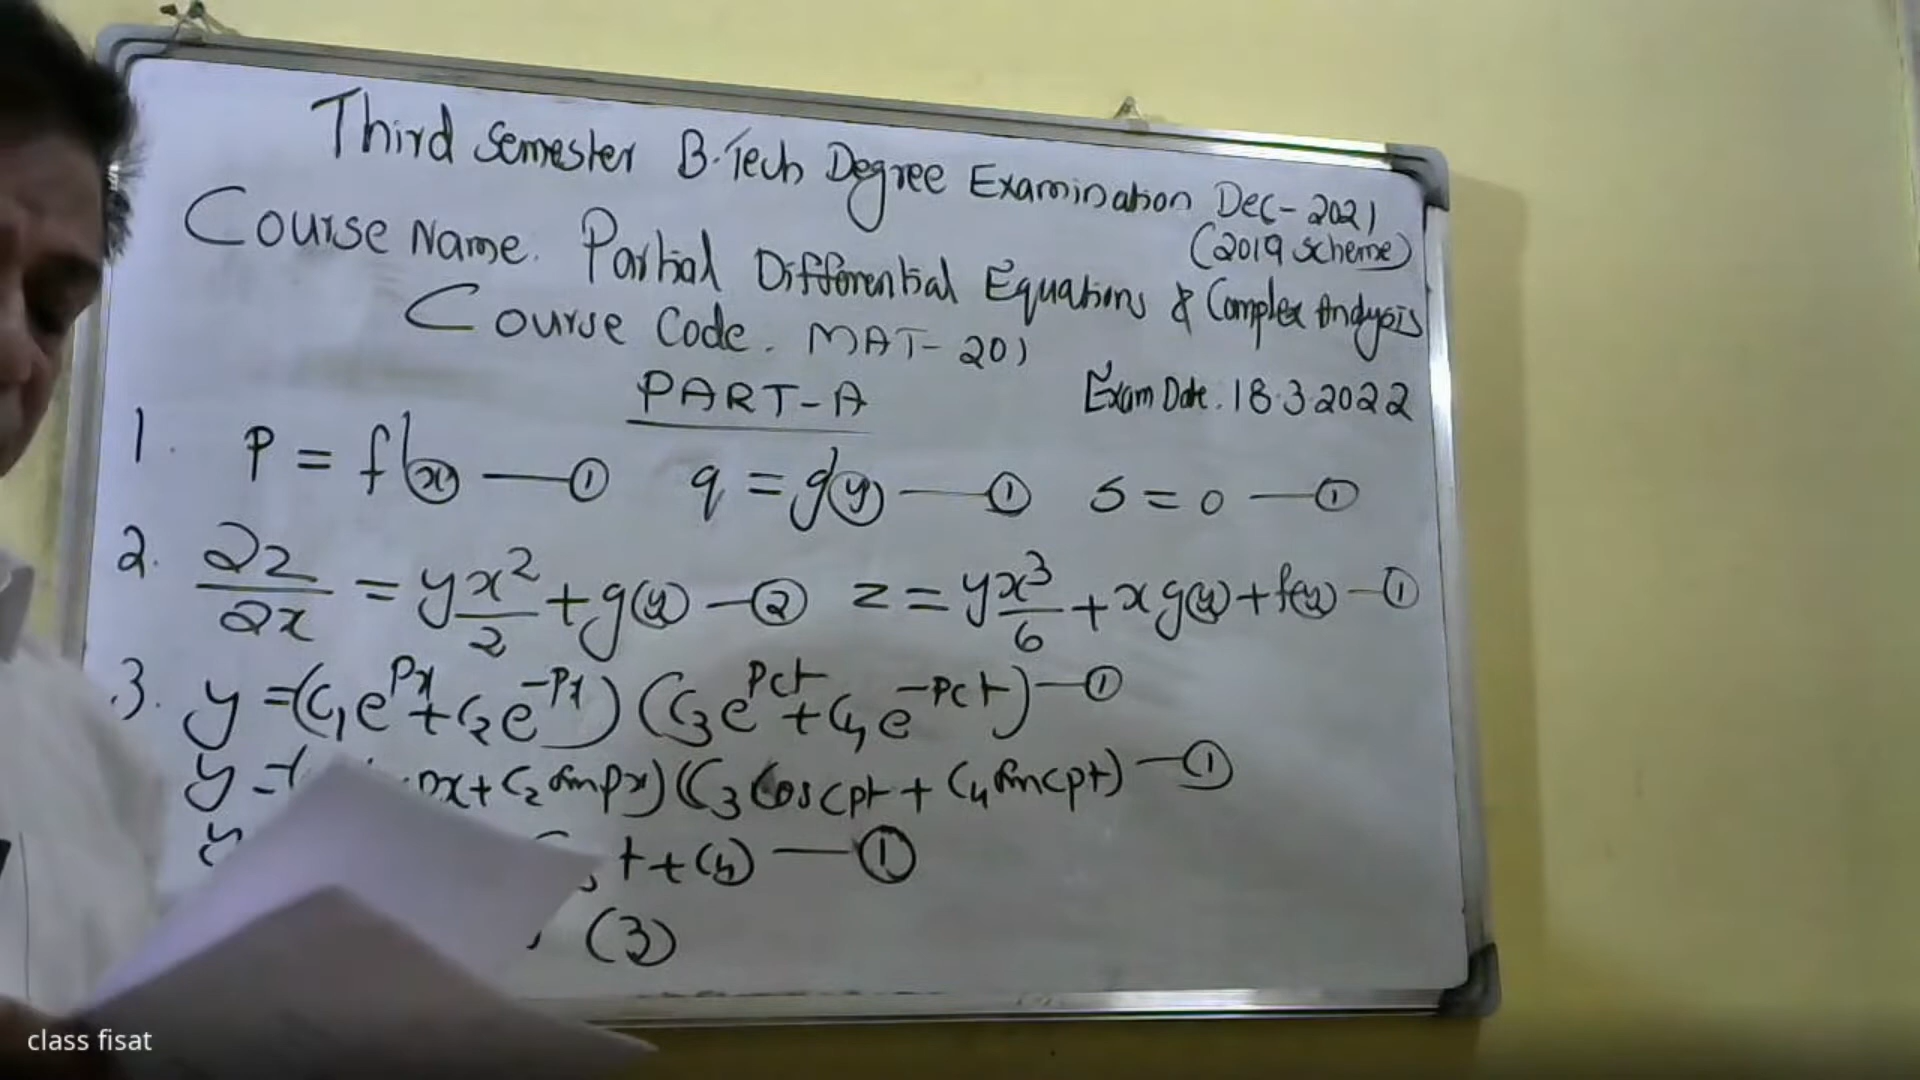 Third Semester B.Tech Degree Examination Dec-2021
(2019 scheme)
Course Name. Partial Differential Equations & Complex Analysis
Course Code. MAT-201
PART-A
Exam Date. 18.3.2022
1. P = f'(x) — ① q = g'(y) — ① S = 0 — ①
2. ∂z/∂x = yx²/2 + g(y) — ② z = yx³/6 + x g(y) + f(y) — ①
3. y = (C₁e^px + C₂e^-px) (C₃e^pct + C₄e^-pct) — ①
y = ( px + C₂ sin px) (C₃ Cos cpt + C₄ sin cpt) — ①
y t + C₄) — ①
(3)
class fisat